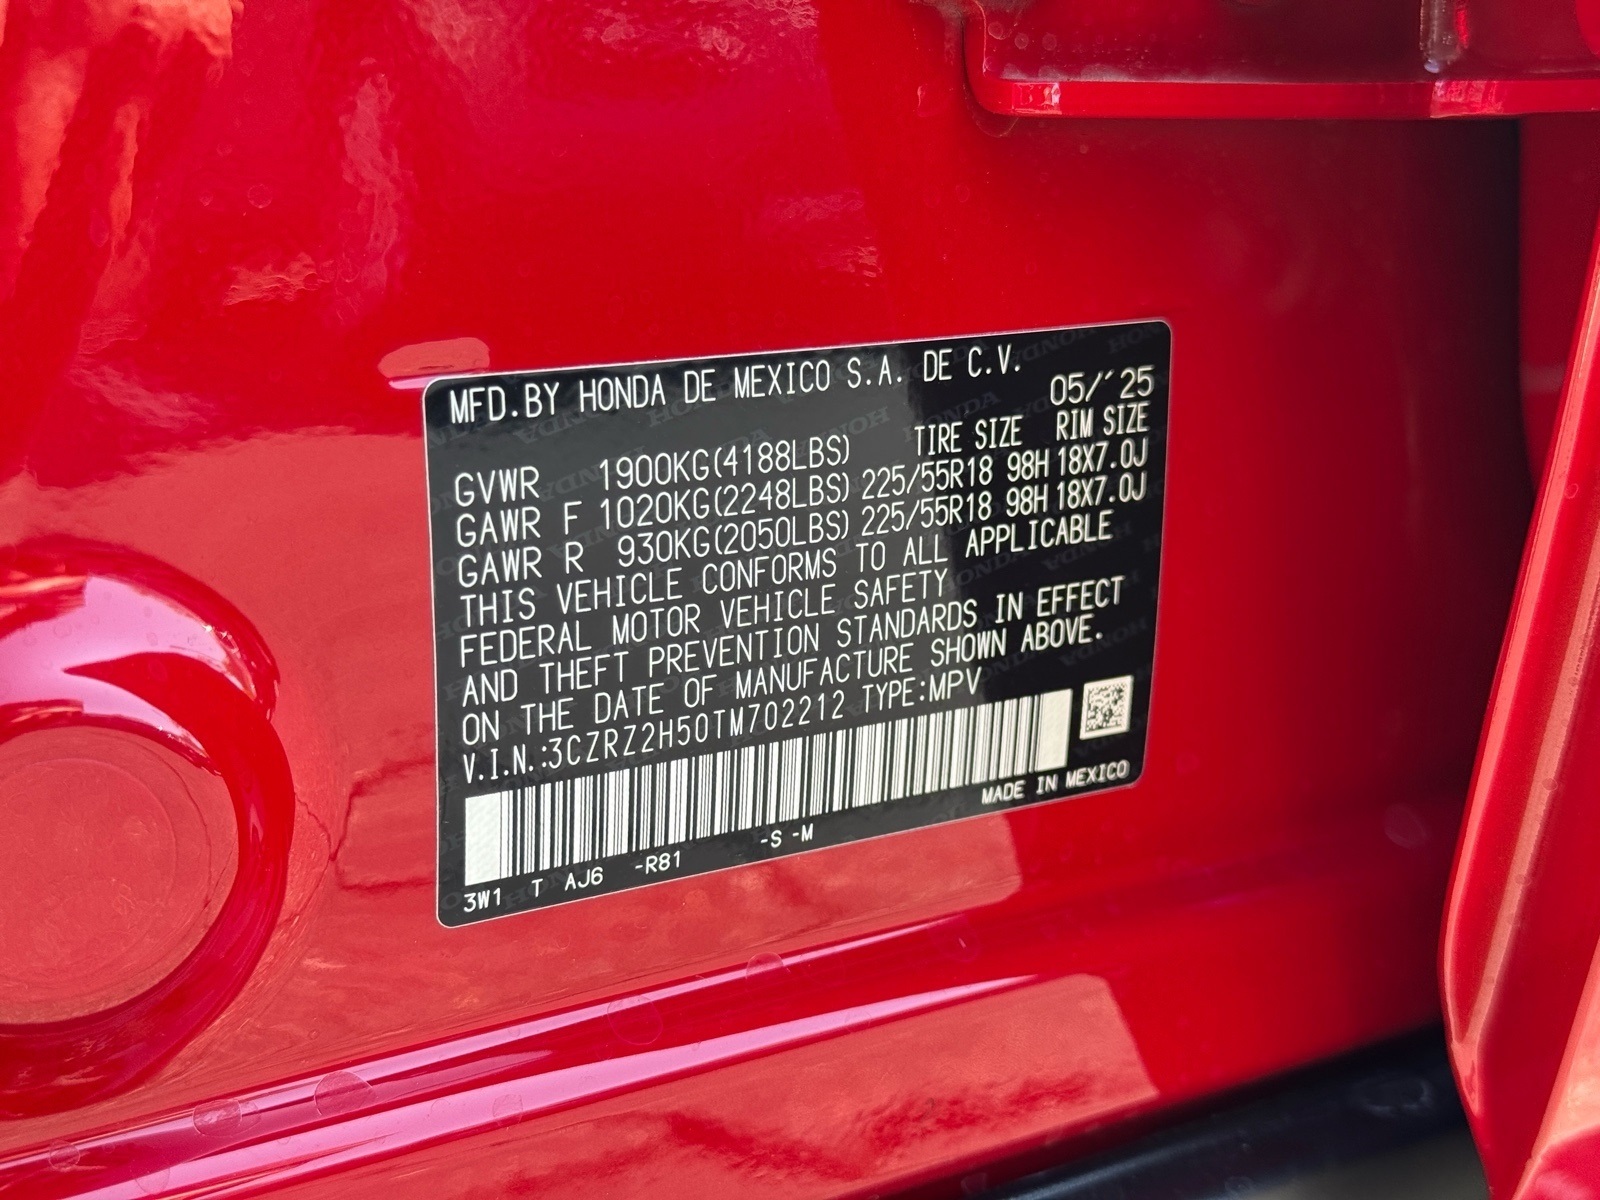 MFD.BY HONDA DE MEXICO S.A. DE C.V.
05/´25
TIRE SIZE RIM SIZE
GVWR 1900KG(4188LBS)
GAWR F 1020KG(2248LBS) 225/55R18 98H 18X7.0J
GAWR R 930KG(2050LBS) 225/55R18 98H 18X7.0J
THIS VEHICLE CONFORMS TO ALL APPLICABLE
FEDERAL MOTOR VEHICLE SAFETY
AND THEFT PREVENTION STANDARDS IN EFFECT
ON THE DATE OF MANUFACTURE SHOWN ABOVE.
V.I.N.:3CZRZ2H50TM702212 TYPE:MPV
MADE IN MEXICO
3W1 T AJ6 -R81 -S -M